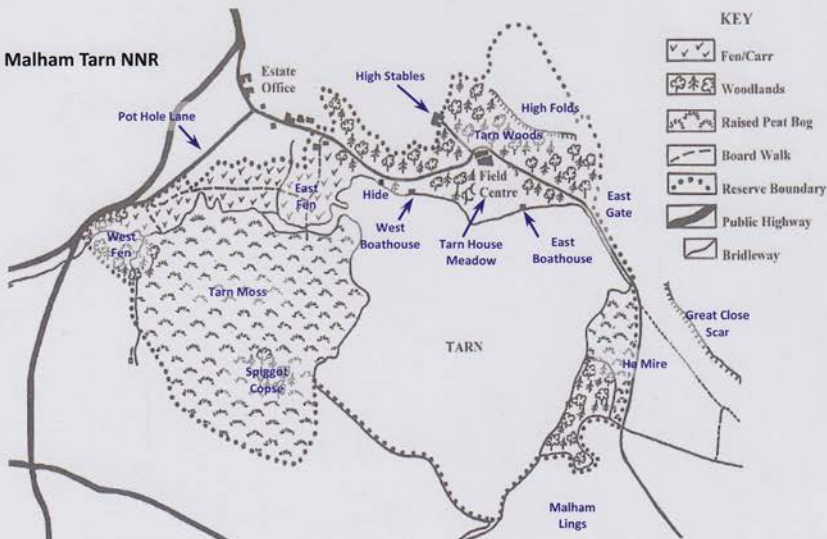 Malham Tarn NNR
Estate
Office
High Stables
Pot Hole Lane
High Folds
Tarn Woods
East
Fen
Hide
Field
Centre
East
Gate
West
Boathouse
Tarn House
Meadow
East
Boathouse
West
Fen
Tarn Moss
TARN
Great Close
Scar
Ha Mire
Spiggot
Copse
Malham
Lings
KEY
Fen/Carr
Woodlands
Raised Peat Bog
Board Walk
Reserve Boundary
Public Highway
Bridleway